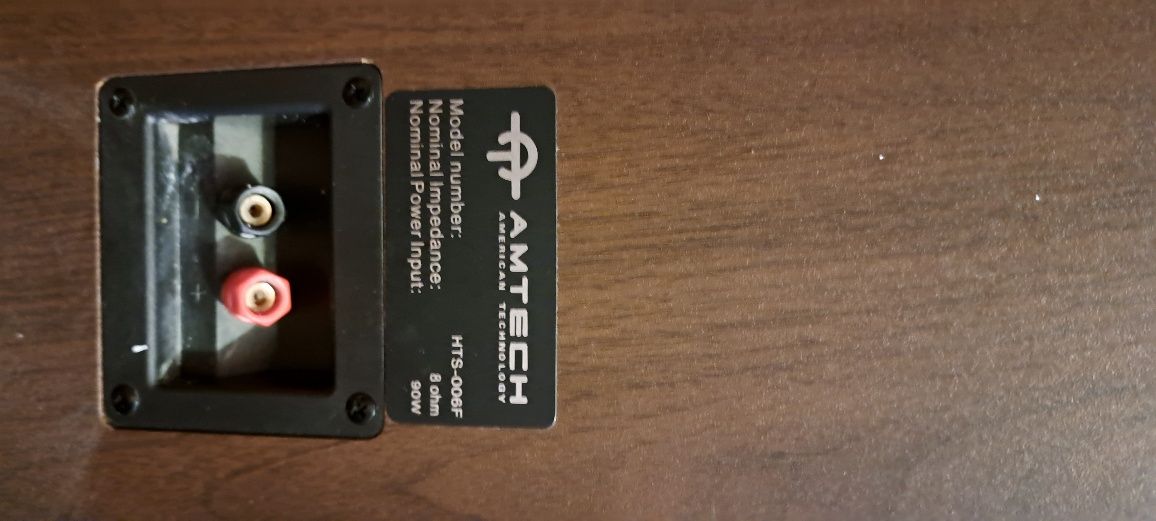 AMTECH
AMERICAN TECHNOLOGY
Model number: HTS-006F
Nominal Impedance: 8 ohm
Nominal Power Input: 90W
+